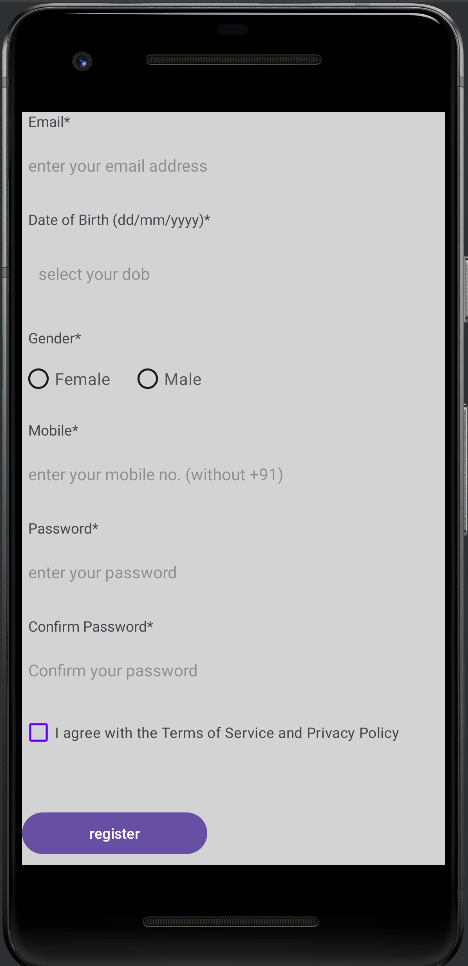 Email*
enter your email address
Date of Birth (dd/mm/yyyy)*
select your dob
Gender*
Female Male
Mobile*
enter your mobile no. (without +91)
Password*
enter your password
Confirm Password*
Confirm your password
I agree with the Terms of Service and Privacy Policy
register